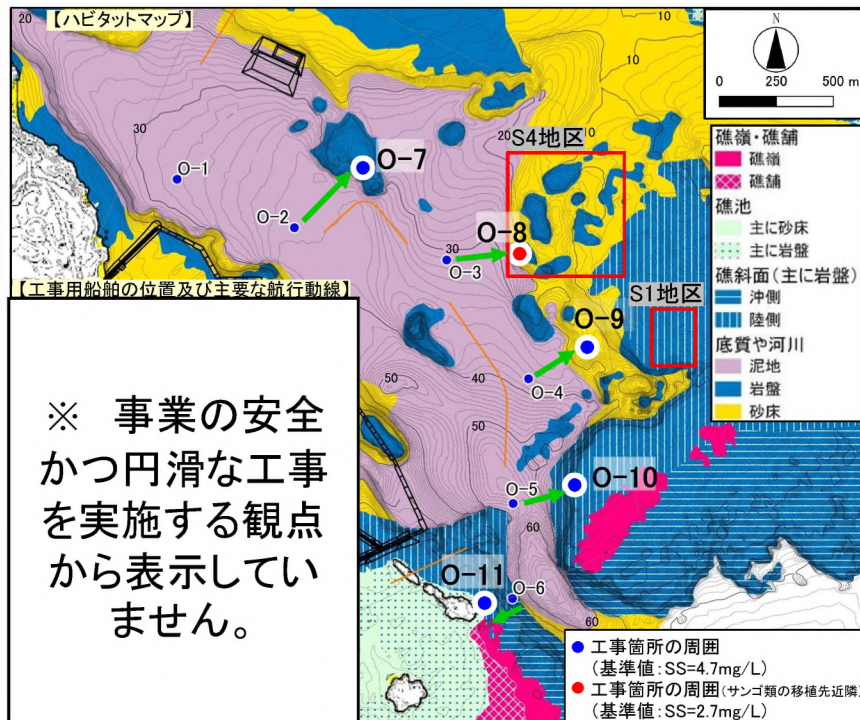 【ハビタットマップ】
20
10
10
N
0 250 500 m
30
20
10
S4地区
O-1
O-7
O-2
O-8
30
O-3
礁嶺・礁舗
礁嶺
礁舗
礁池
主に砂床
主に岩盤
礁斜面(主に岩盤)
沖側
陸側
底質や河川
泥地
岩盤
砂床
S1地区
O-9
【工事用船舶の位置及び主要な航行動線】
※ 事業の安全
かつ円滑な工事
を実施する観点
から表示してい
ません。
50
40
O-4
50
O-10
O-5
60
O-11
O-6
60
工事箇所の周囲
(基準値:SS=4.7mg/L)
工事箇所の周囲(サンゴ類の移植先近隣)
(基準値:SS=2.7mg/L)